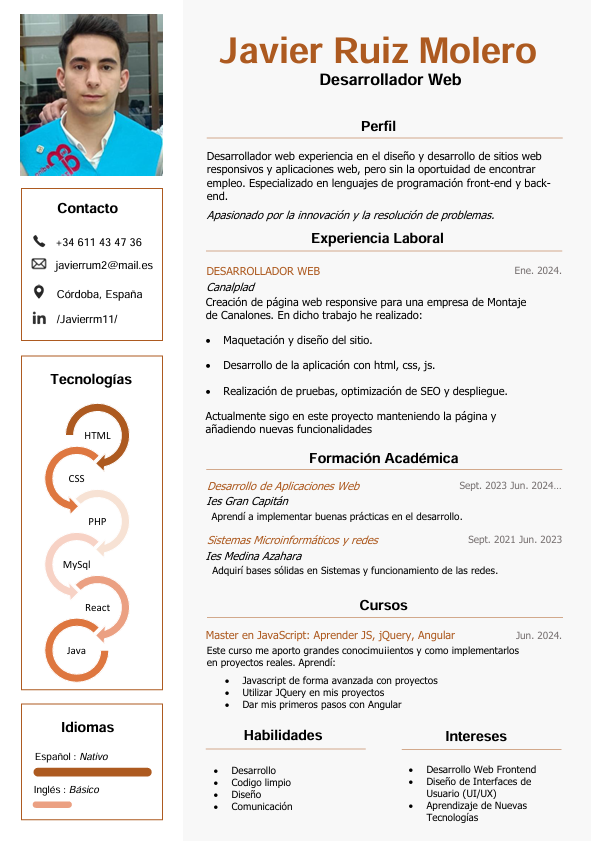 Javier Ruiz Molero
Desarrollador Web
Contacto
+34 611 43 47 36
javierrum2@mail.es
Córdoba, España
/Javierrm11/
Tecnologías
HTML
CSS
PHP
MySql
React
Java
Idiomas
Español : Nativo
Inglés : Básico
Perfil
Desarrollador web experiencia en el diseño y desarrollo de sitios web
responsivos y aplicaciones web, pero sin la oportuidad de encontrar
empleo. Especializado en lenguajes de programación front-end y back-
end.
Apasionado por la innovación y la resolución de problemas.
Experiencia Laboral
DESARROLLADOR WEB Ene. 2024.
Canalplad
Creación de página web responsive para una empresa de Montaje
de Canalones. En dicho trabajo he realizado:
• Maquetación y diseño del sitio.
• Desarrollo de la aplicación con html, css, js.
• Realización de pruebas, optimización de SEO y despliegue.
Actualmente sigo en este proyecto manteniendo la página y
añadiendo nuevas funcionalidades
Formación Académica
Desarrollo de Aplicaciones Web Sept. 2023 Jun. 2024...
Ies Gran Capitán
Aprendí a implementar buenas prácticas en el desarrollo.
Sistemas Microinformáticos y redes Sept. 2021 Jun. 2023
Ies Medina Azahara
Adquirí bases sólidas en Sistemas y funcionamiento de las redes.
Cursos
Master en JavaScript: Aprender JS, jQuery, Angular Jun. 2024.
Este curso me aporto grandes conocimuiientos y como implementarlos
en proyectos reales. Aprendí:
• Javascript de forma avanzada con proyectos
• Utilizar JQuery en mis proyectos
• Dar mis primeros pasos con Angular
Habilidades
• Desarrollo
• Codigo limpio
• Diseño
• Comunicación
Intereses
• Desarrollo Web Frontend
• Diseño de Interfaces de
Usuario (UI/UX)
• Aprendizaje de Nuevas
Tecnologías